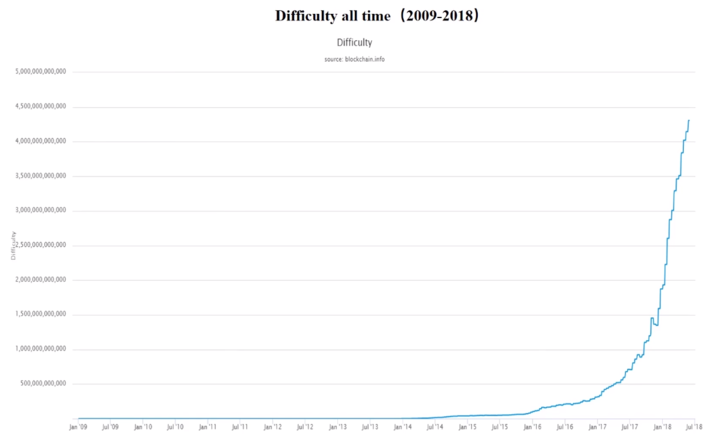 Difficulty all time（2009-2018）
Difficulty
source: blockchain.info
5,000,000,000,000
4,500,000,000,000
4,000,000,000,000
3,500,000,000,000
3,000,000,000,000
2,500,000,000,000
2,000,000,000,000
1,500,000,000,000
1,000,000,000,000
500,000,000,000
Difficulty
Jan '09 Jul '09 Jan '10 Jul '10 Jan '11 Jul '11 Jan '12 Jul '12 Jan '13 Jul '13 Jan '14 Jul '14 Jan '15 Jul '15 Jan '16 Jul '16 Jan '17 Jul '17 Jan '18 Jul '18